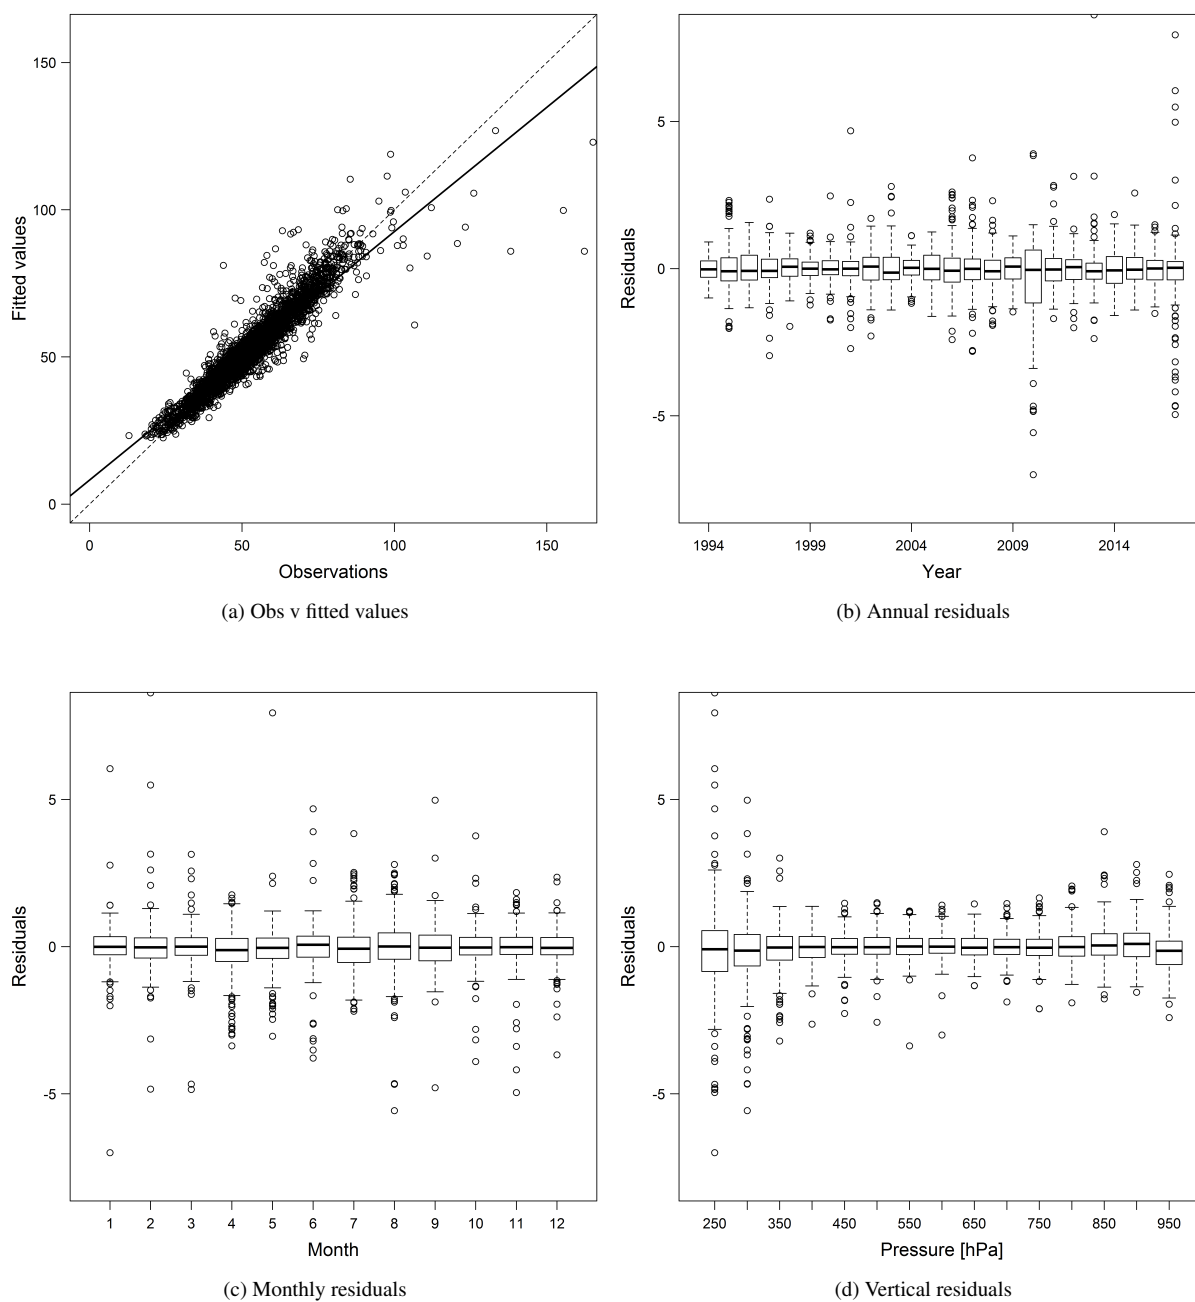 150
100
50
0
Fitted values
0 50 100 150
Observations
(a) Obs v fitted values
5
0
-5
Residuals
1994 1999 2004 2009 2014
Year
(b) Annual residuals
5
0
-5
Residuals
1 2 3 4 5 6 7 8 9 10 11 12
Month
(c) Monthly residuals
5
0
-5
Residuals
250 350 450 550 650 750 850 950
Pressure [hPa]
(d) Vertical residuals